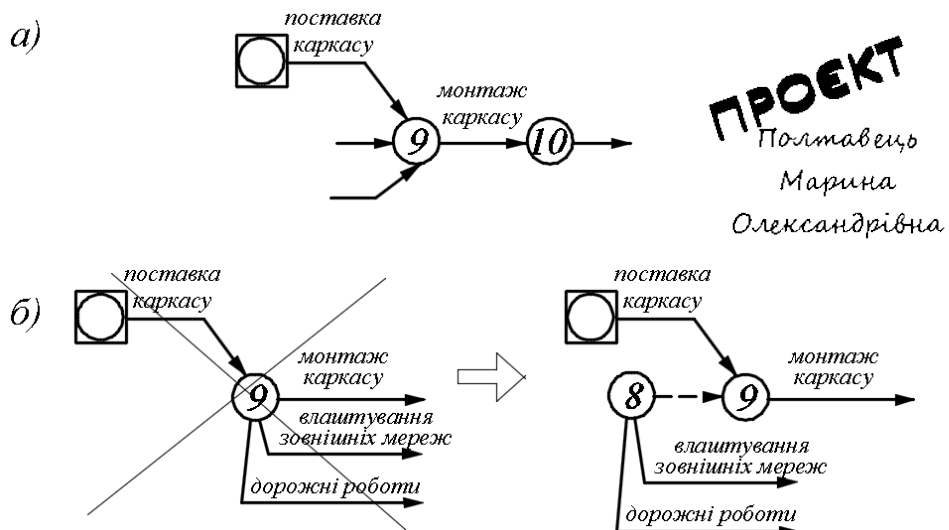 а)
поставка
каркасу
монтаж
каркасу
9
10
ПРОЄКТ
Полтавець
Марина
Олександрівна
б)
поставка
каркасу
9
монтаж
каркасу
влаштування
зовнішніх мереж
дорожні роботи
поставка
каркасу
8
9
монтаж
каркасу
влаштування
зовнішніх мереж
дорожні роботи